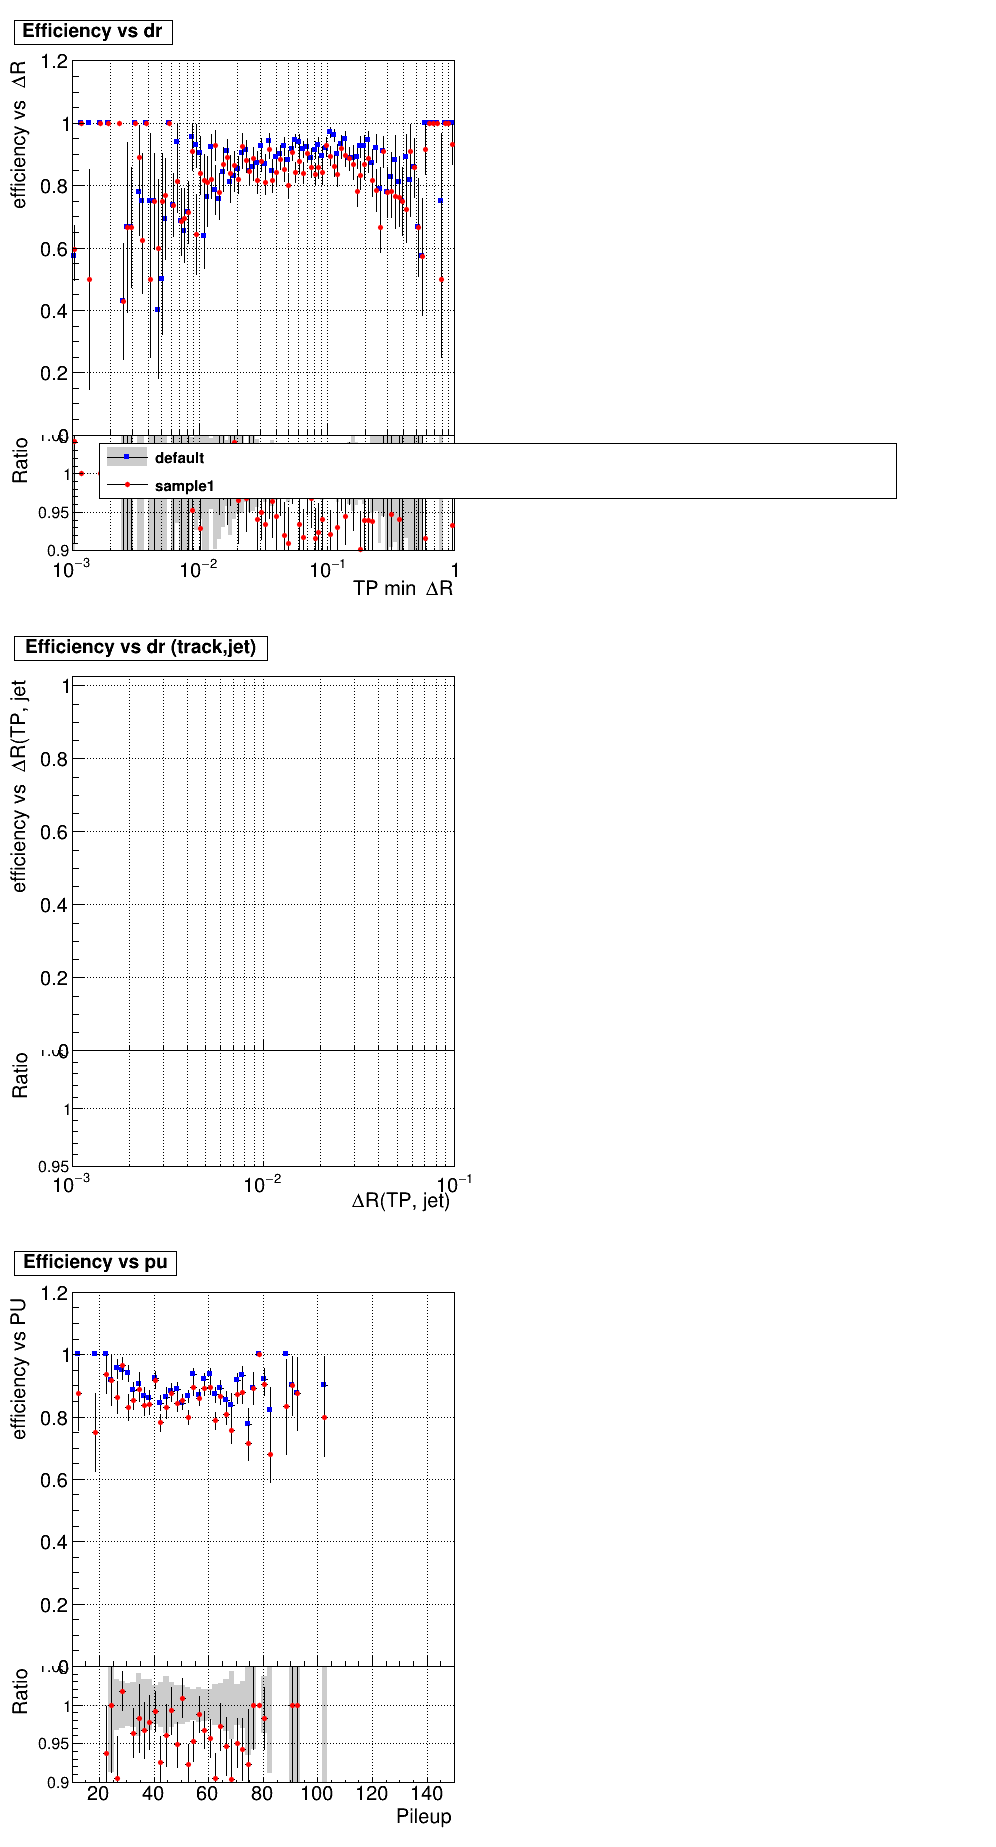 Efficiency vs dr
efficiency vs ΔR
1.2
1
0.8
0.6
0.4
0.2
0
Ratio
1
0.95
0.9
default
sample1
10⁻³ 10⁻² 10⁻¹ 1
TP min ΔR
Efficiency vs dr (track,jet)
efficiency vs ΔR(TP, jet
1
0.8
0.6
0.4
0.2
0
Ratio
1
0.95
10⁻³ 10⁻² 10⁻¹
ΔR(TP, jet)
Efficiency vs pu
efficiency vs PU
1.2
1
0.8
0.6
0.4
0.2
0
Ratio
1
0.95
0.9
20 40 60 80 100 120 140
Pileup